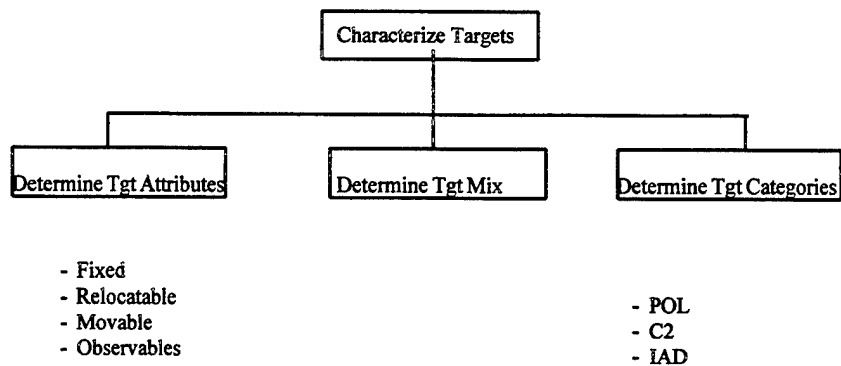 Characterize Targets
Determine Tgt Attributes
Determine Tgt Mix
Determine Tgt Categories
- Fixed
- Relocatable
- Movable
- Observables
- POL
- C2
- IAD